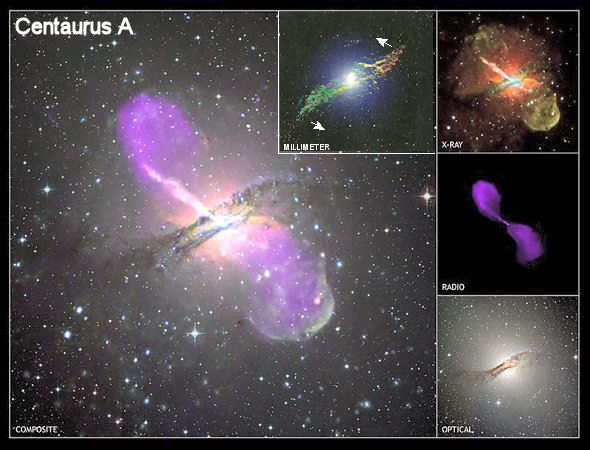 Centaurus A
MILLIMETER
X-RAY
RADIO
COMPOSITE
OPTICAL